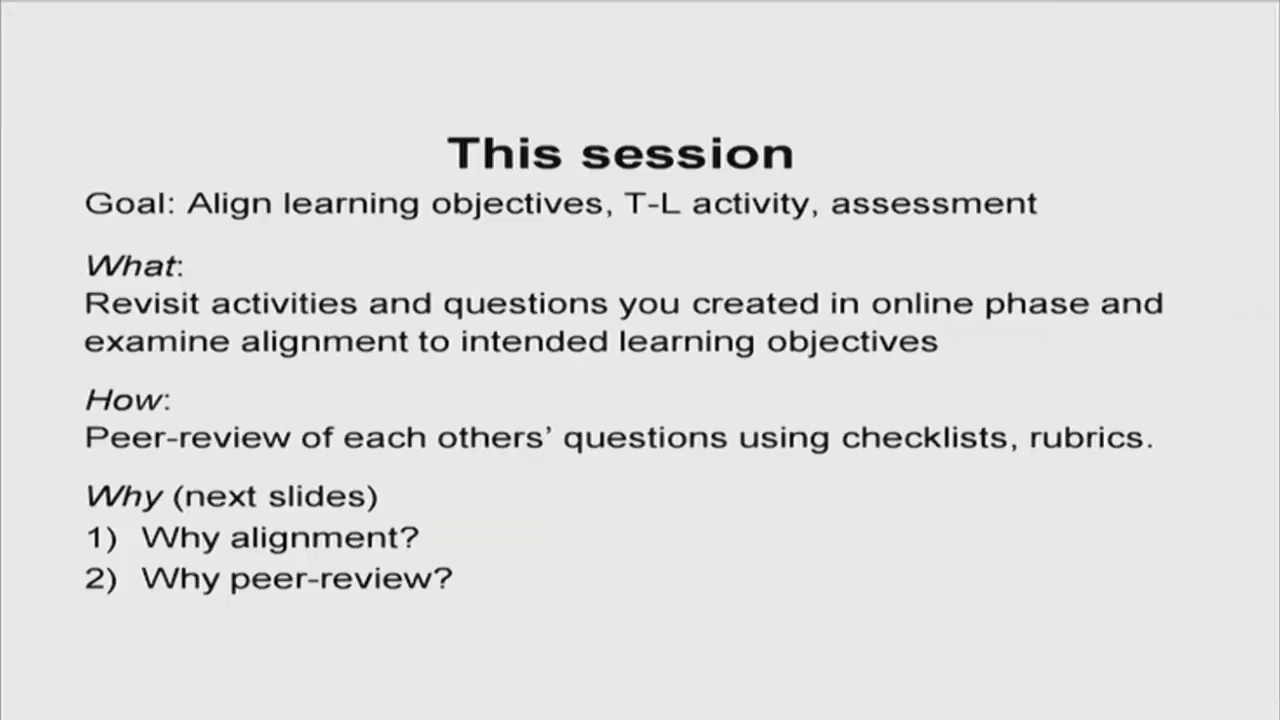 This session
Goal: Align learning objectives, T-L activity, assessment
What:
Revisit activities and questions you created in online phase and
examine alignment to intended learning objectives
How:
Peer-review of each others’ questions using checklists, rubrics.
Why (next slides)
1) Why alignment?
2) Why peer-review?